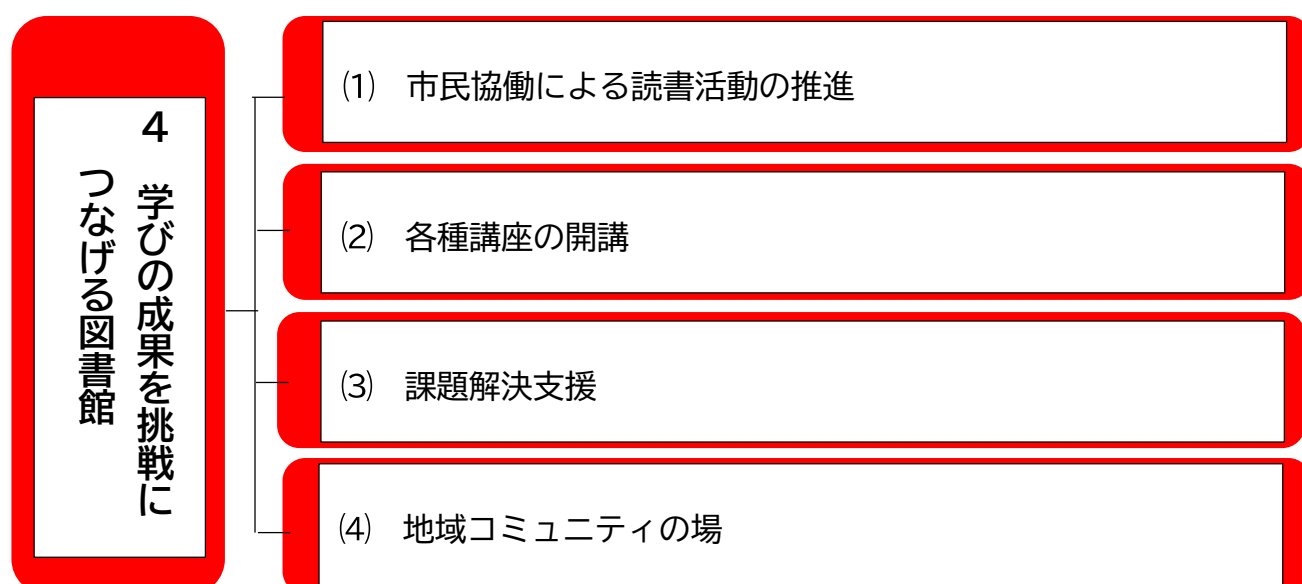 4 学びの成果を挑戦に
つなげる図書館
⑴ 市民協働による読書活動の推進
⑵ 各種講座の開講
⑶ 課題解決支援
⑷ 地域コミュニティの場